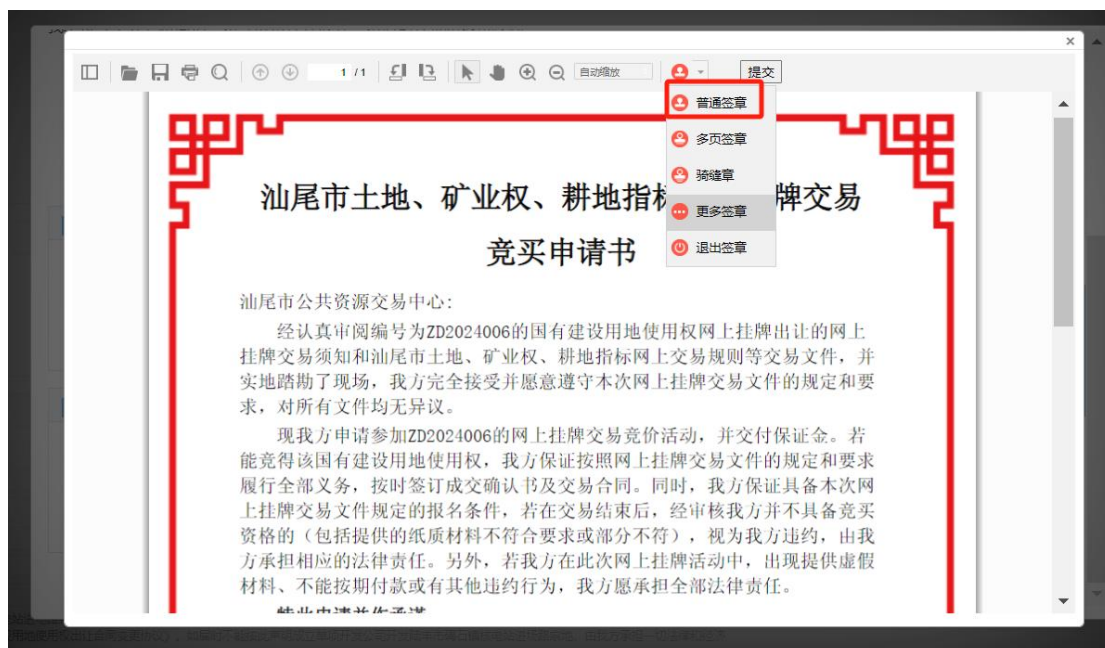 1 /1
自动缩放
提交
普通签章
多页签章
骑缝章
更多签章
退出签章
汕尾市土地、矿业权、耕地指
牌交易
竞买申请书
汕尾市公共资源交易中心:
经认真审阅编号为ZD2024006的国有建设用地使用权网上挂牌出让的网上
挂牌交易须知和汕尾市土地、矿业权、耕地指标网上交易规则等交易文件，并
实地踏勘了现场，我方完全接受并愿意遵守本次网上挂牌交易文件的规定和要
求，对所有文件均无异议。
现我方申请参加ZD2024006的网上挂牌交易竞价活动，并交付保证金。若
能竞得该国有建设用地使用权，我方保证按照网上挂牌交易文件的规定和要求
履行全部义务，按时签订成交确认书及交易合同。同时，我方保证具备本次网
上挂牌交易文件规定的报名条件，若在交易结束后，经审核我方并不具备竞买
资格的（包括提供的纸质材料不符合要求或部分不符），视为我方违约，由我
方承担相应的法律责任。另外，若我方在此次网上挂牌活动中，出现提供虚假
材料、不能按期付款或有其他违约行为，我方愿承担全部法律责任。